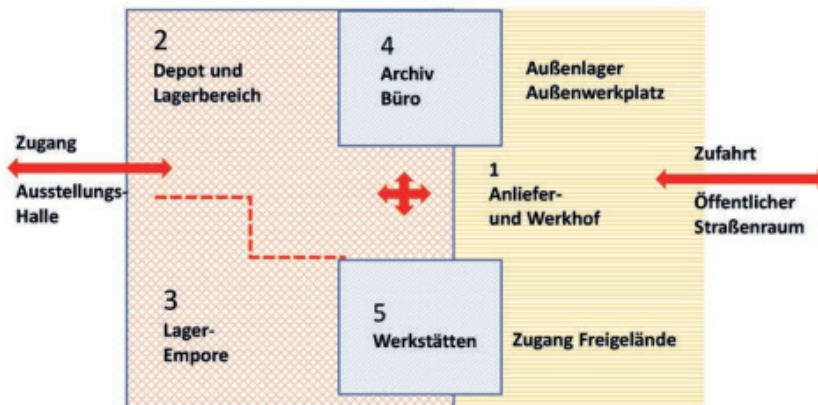 2
Depot und
Lagerbereich
4
Archiv
Büro
Außenlager
Außenwerkplatz
Zugang
Ausstellungs-
Halle
1
Anliefer-
und Werkhof
Zufahrt
Öffentlicher
Straßenraum
3
Lager-
Empore
5
Werkstätten
Zugang Freigelände